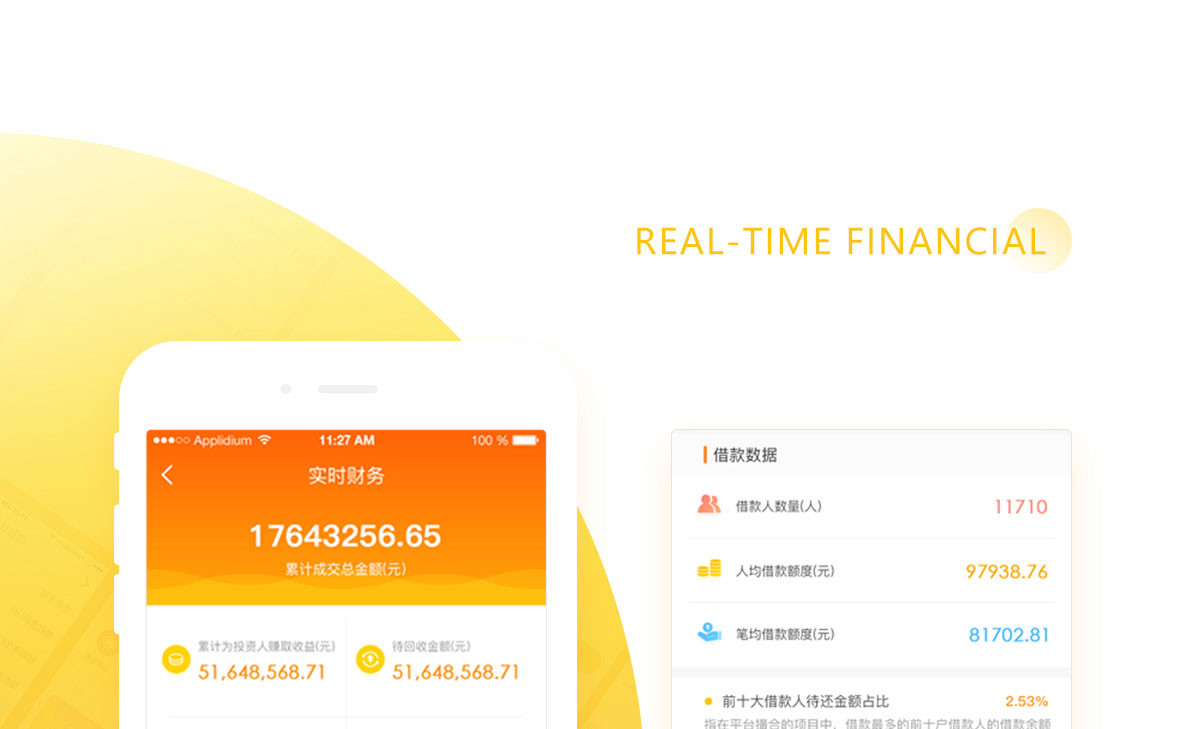 REAL-TIME FINANCIAL
Applidium 11:27 AM 100 %
实时财务
17643256.65
累计成交总金额(元)
累计为投资人赚取收益(元)
51,648,568.71
待回收金额(元)
51,648,568.71
借款数据
借款人数量(人) 11710
人均借款额度(元) 97938.76
笔均借款额度(元) 81702.81
前十大借款人待还金额占比 2.53%
指在平台撮合的项目中，借款最多的前十户借款人的借款余额